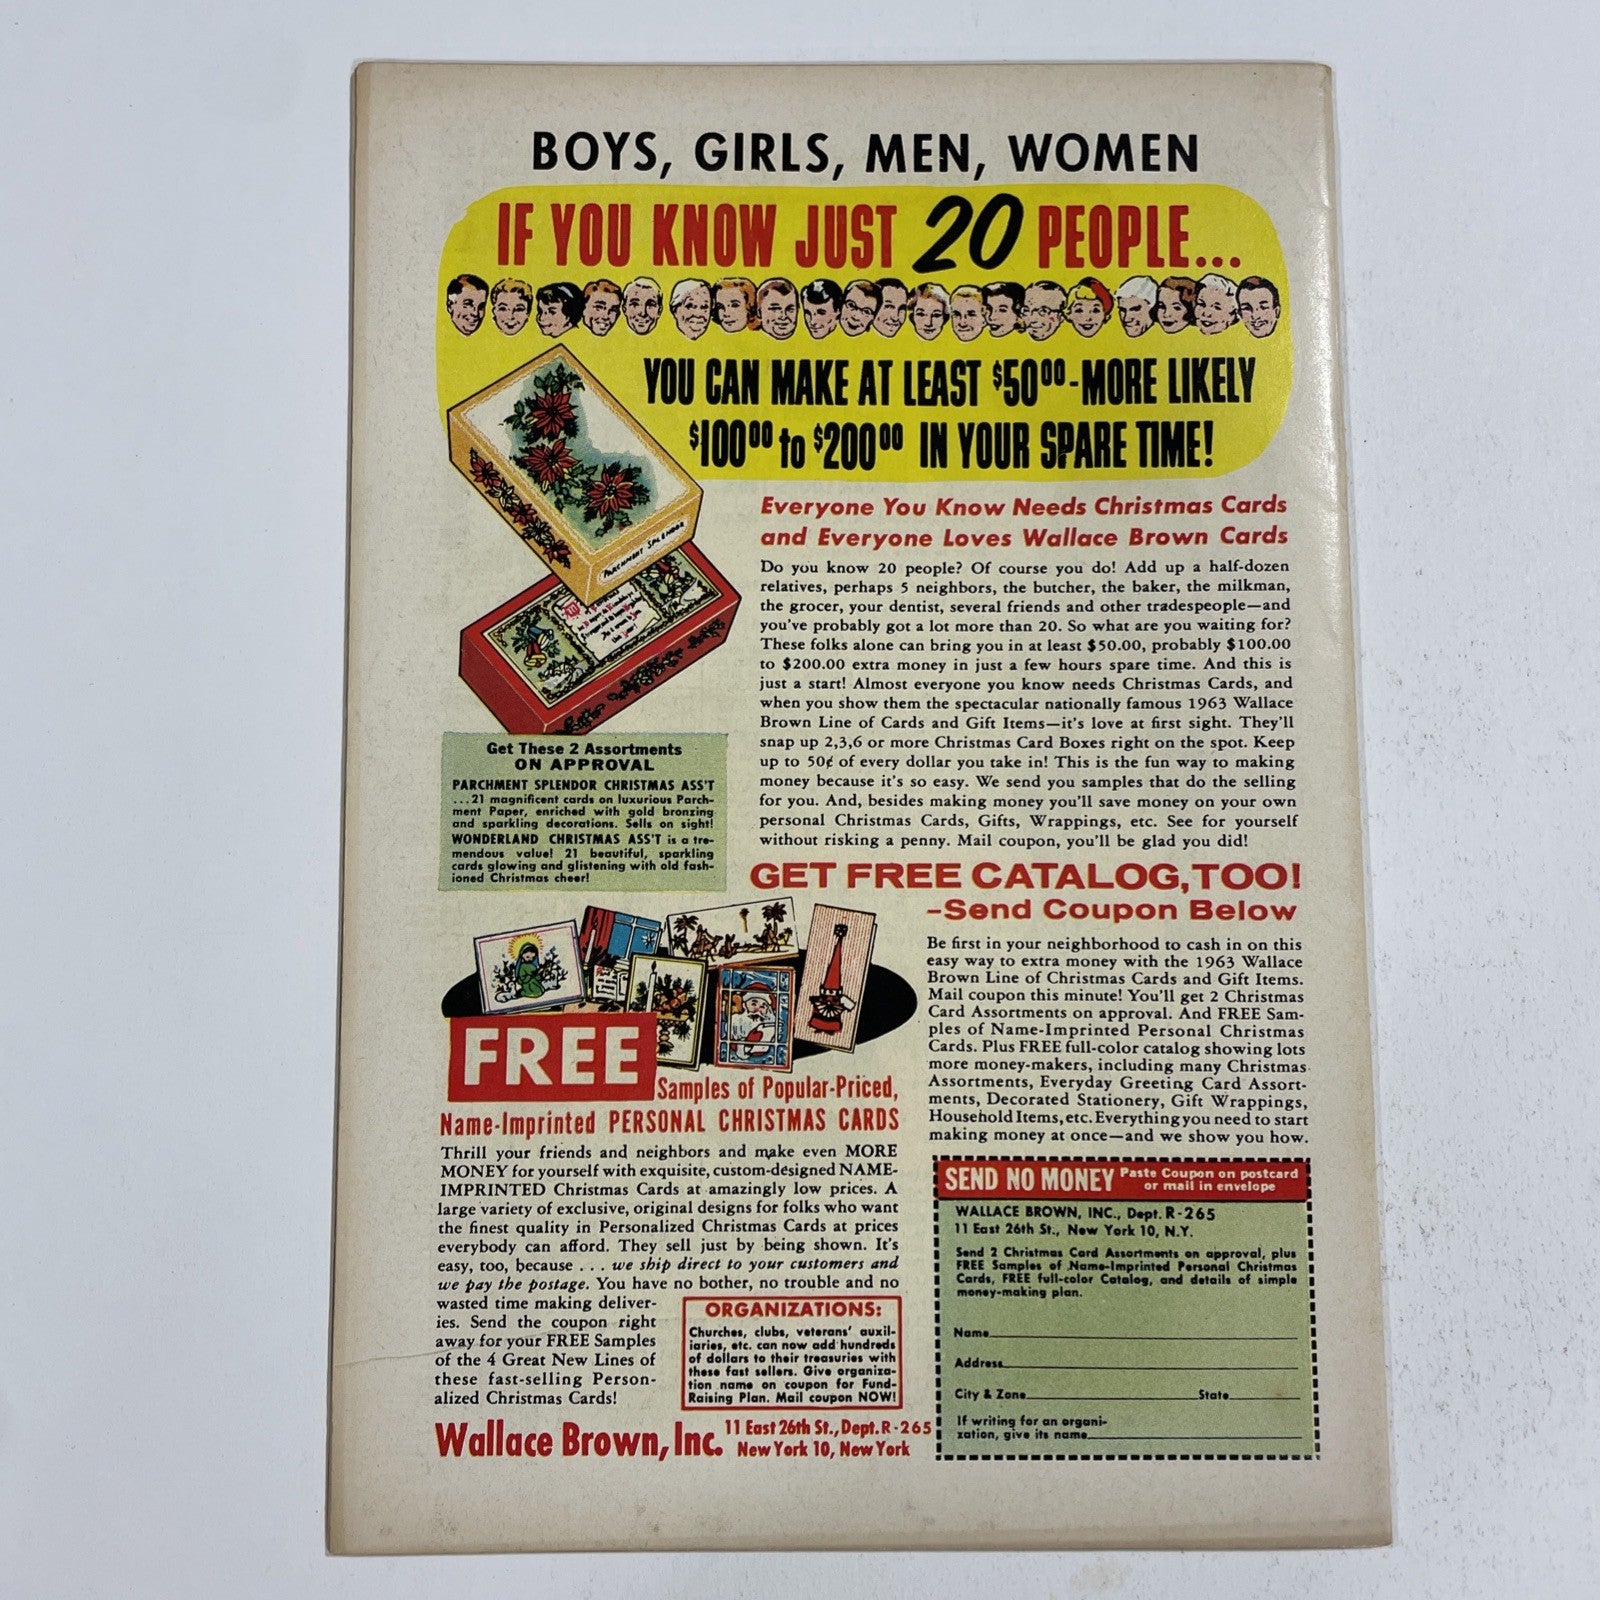 BOYS, GIRLS, MEN, WOMEN
IF YOU KNOW JUST 20 PEOPLE...
YOU CAN MAKE AT LEAST $50⁰⁰-MORE LIKELY
$100⁰⁰ to $200⁰⁰ IN YOUR SPARE TIME!
PARCHMENT SPLENDOR
Everyone You Know Needs Christmas Cards
and Everyone Loves Wallace Brown Cards
Do you know 20 people? Of course you do! Add up a half-dozen
relatives, perhaps 5 neighbors, the butcher, the baker, the milkman,
the grocer, your dentist, several friends and other tradespeople—and
you've probably got a lot more than 20. So what are you waiting for?
These folks alone can bring you in at least $50.00, probably $100.00
to $200.00 extra money in just a few hours spare time. And this is
just a start! Almost everyone you know needs Christmas Cards, and
when you show them the spectacular nationally famous 1963 Wallace
Brown Line of Cards and Gift Items—it's love at first sight. They'll
snap up 2,3,6 or more Christmas Card Boxes right on the spot. Keep
up to 50¢ of every dollar you take in! This is the fun way to making
money because it's so easy. We send you samples that do the selling
for you. And, besides making money you'll save money on your own
personal Christmas Cards, Gifts, Wrappings, etc. See for yourself
without risking a penny. Mail coupon, you'll be glad you did!
Get These 2 Assortments
ON APPROVAL
PARCHMENT SPLENDOR CHRISTMAS ASS'T
...21 magnificent cards on luxurious Parch-
ment Paper, enriched with gold bronzing
and sparkling decorations. Sells on sight!
WONDERLAND CHRISTMAS ASS'T is a tre-
mendous value! 21 beautiful, sparkling
cards glowing and glistening with old fash-
ioned Christmas cheer!
GET FREE CATALOG,TOO!
–Send Coupon Below
Be first in your neighborhood to cash in on this
easy way to extra money with the 1963 Wallace
Brown Line of Christmas Cards and Gift Items.
Mail coupon this minute! You'll get 2 Christmas
Card Assortments on approval. And FREE Sam-
ples of Name-Imprinted Personal Christmas
Cards. Plus FREE full-color catalog showing lots
more money-makers, including many Christmas
Assortments, Everyday Greeting Card Assort-
ments, Decorated Stationery, Gift Wrappings,
Household Items, etc. Everything you need to start
making money at once—and we show you how.
FREE
Samples of Popular-Priced,
Name-Imprinted PERSONAL CHRISTMAS CARDS
Thrill your friends and neighbors and make even MORE
MONEY for yourself with exquisite, custom-designed NAME-
IMPRINTED Christmas Cards at amazingly low prices. A
large variety of exclusive, original designs for folks who want
the finest quality in Personalized Christmas Cards at prices
everybody can afford. They sell just by being shown. It's
easy, too, because . . . we ship direct to your customers and
we pay the postage. You have no bother, no trouble and no
wasted time making deliver-
ies. Send the coupon right
away for your FREE Samples
of the 4 Great New Lines of
these fast-selling Person-
alized Christmas Cards!
ORGANIZATIONS:
Churches, clubs, veterans' auxil-
iaries, etc. can now add hundreds
of dollars to their treasuries with
these fast sellers. Give organiza-
tion name on coupon for Fund-
Raising Plan. Mail coupon NOW!
Wallace Brown, Inc. 11 East 26th St., Dept. R-265
New York 10, New York
SEND NO MONEY Paste Coupon on postcard
or mail in envelope
WALLACE BROWN, INC., Dept. R-265
11 East 26th St., New York 10, N.Y.
Send 2 Christmas Card Assortments on approval, plus
FREE Samples of Name-Imprinted Personal Christmas
Cards, FREE full-color Catalog, and details of simple
money-making plan.
Name
Address
City & Zone State
If writing for an organi-
zation, give its name